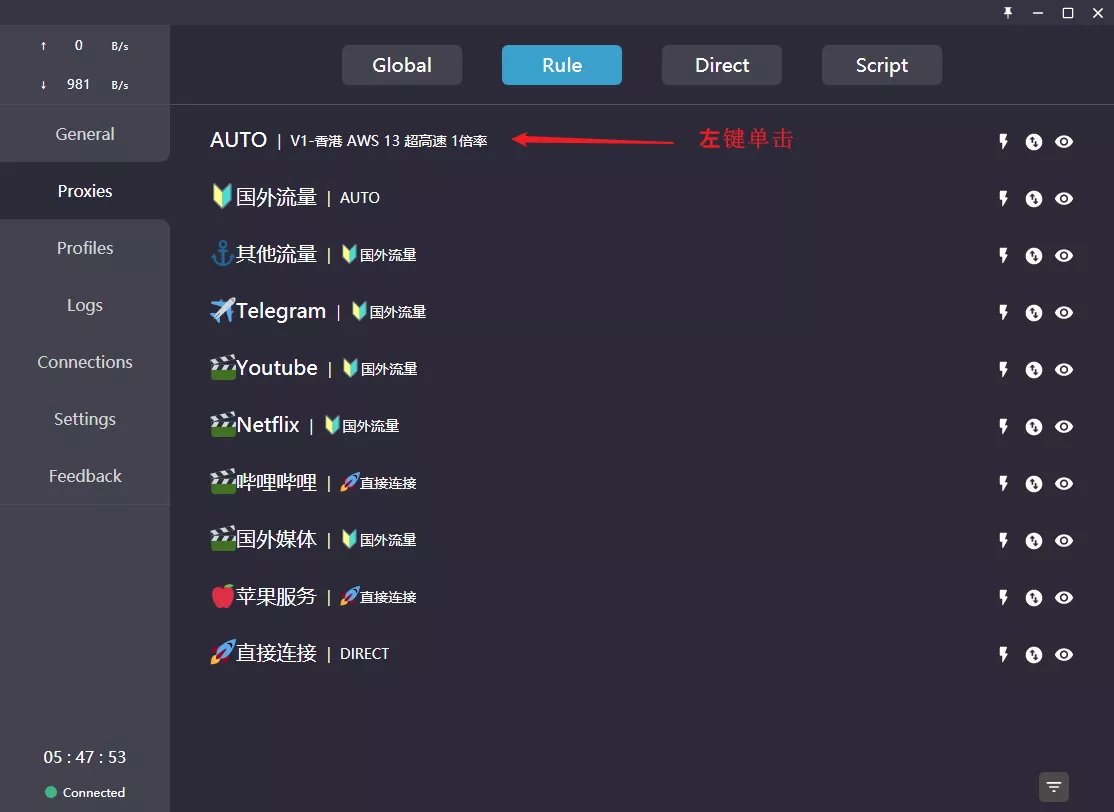 ↑ 0 B/s
↓ 981 B/s
Global Rule Direct Script
General
Proxies
Profiles
Logs
Connections
Settings
Feedback
AUTO | V1-香港 AWS 13 超高速 1倍率 左键单击
国外流量 | AUTO
其他流量 | 国外流量
Telegram | 国外流量
Youtube | 国外流量
Netflix | 国外流量
哔哩哔哩 | 直接连接
国外媒体 | 国外流量
苹果服务 | 直接连接
直接连接 | DIRECT
05 : 47 : 53
Connected